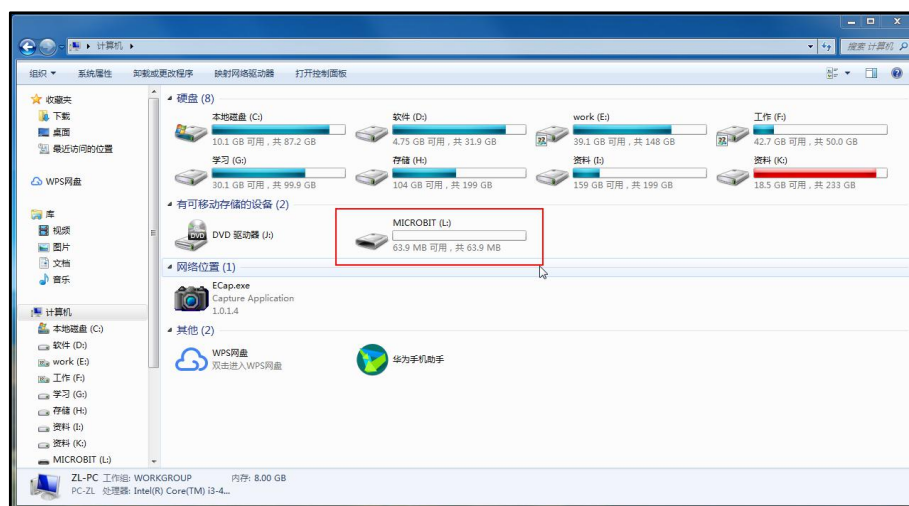 计算机
搜索 计算机
组织 系统属性 卸载或更改程序 映射网络驱动器 打开控制面板
收藏夹
下载
桌面
最近访问的位置
WPS网盘
库
视频
图片
文档
音乐
计算机
本地磁盘 (C:)
软件 (D:)
work (E:)
工作 (F:)
学习 (G:)
存储 (H:)
资料 (I:)
资料 (K:)
MICROBIT (L:)
硬盘 (8)
本地磁盘 (C:)
10.1 GB 可用，共 87.2 GB
软件 (D:)
4.75 GB 可用，共 31.9 GB
work (E:)
39.1 GB 可用，共 148 GB
工作 (F:)
42.7 GB 可用，共 50.0 GB
学习 (G:)
30.1 GB 可用，共 99.9 GB
存储 (H:)
104 GB 可用，共 199 GB
资料 (I:)
159 GB 可用，共 199 GB
资料 (K:)
18.5 GB 可用，共 233 GB
有可移动存储的设备 (2)
DVD 驱动器 (J:)
MICROBIT (L:)
63.9 MB 可用，共 63.9 MB
网络位置 (1)
ECap.exe
Capture Application
1.0.1.4
其他 (2)
WPS网盘
双击进入WPS网盘
华为手机助手
ZL-PC 工作组: WORKGROUP 内存: 8.00 GB
PC-ZL 处理器: Intel(R) Core(TM) i3-4...